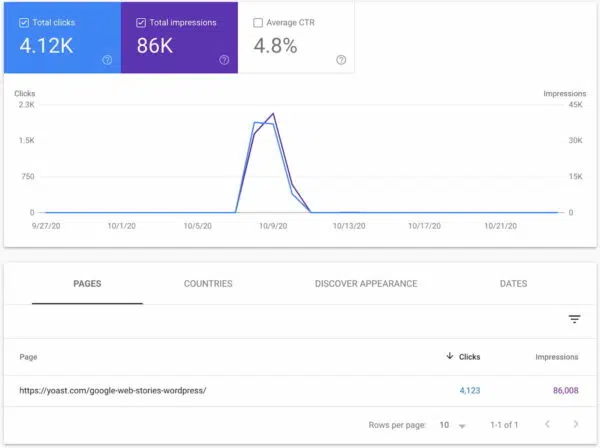 Total clicks Total impressions Average CTR
4.12K 86K 4.8%
Clicks Impressions
2.3K 45K
1.5K 30K
750 15K
0 0
9/27/20 10/1/20 10/5/20 10/9/20 10/13/20 10/17/20 10/21/20
PAGES COUNTRIES DISCOVER APPEARANCE DATES
Page Clicks Impressions
https://yoast.com/google-web-stories-wordpress/ 4,123 86,008
Rows per page: 10 1-1 of 1